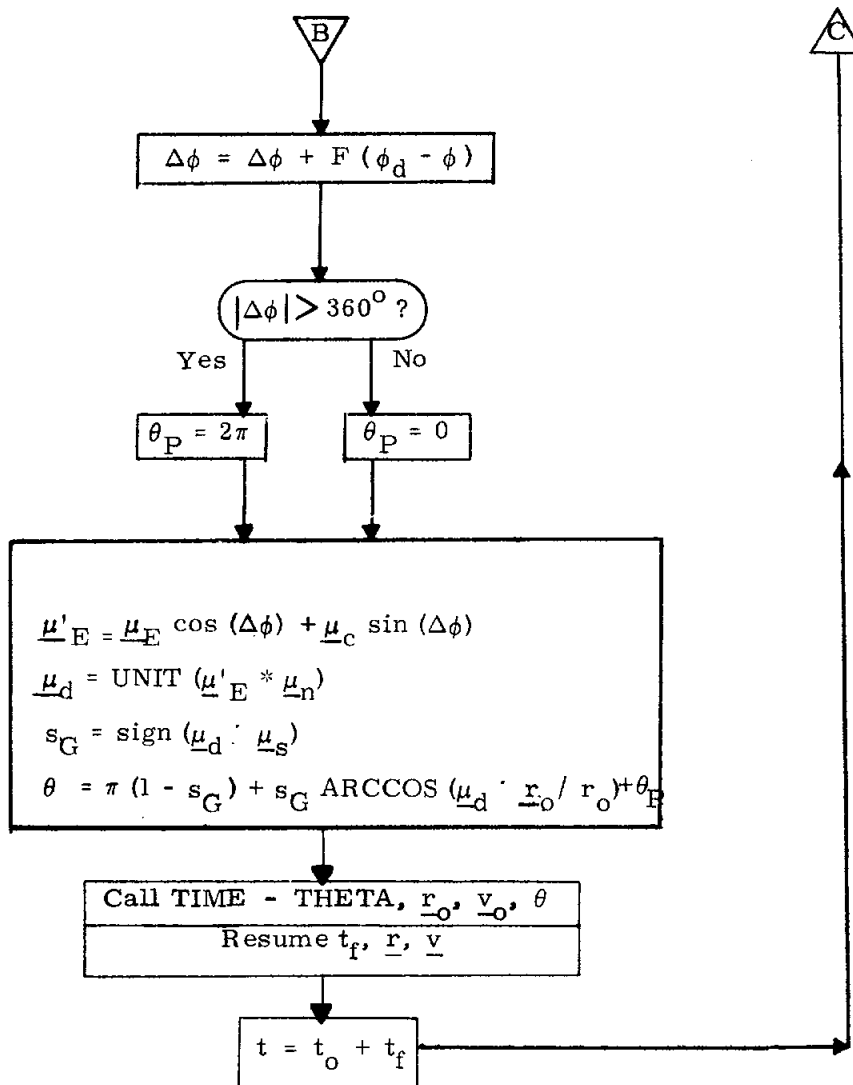 B
C
Δϕ = Δϕ + F (ϕd - ϕ)
|Δϕ| > 360° ?
Yes
No
θP = 2π
θP = 0
μ'E = μE cos (Δϕ) + μc sin (Δϕ)
μd = UNIT (μ'E * μn)
sG = sign (μd · μs)
θ = π (1 - sG) + sG ARCCOS (μd · ro / ro) + θP
Call TIME - THETA, ro, vo, θ
Resume tf, r, v
t = to + tf